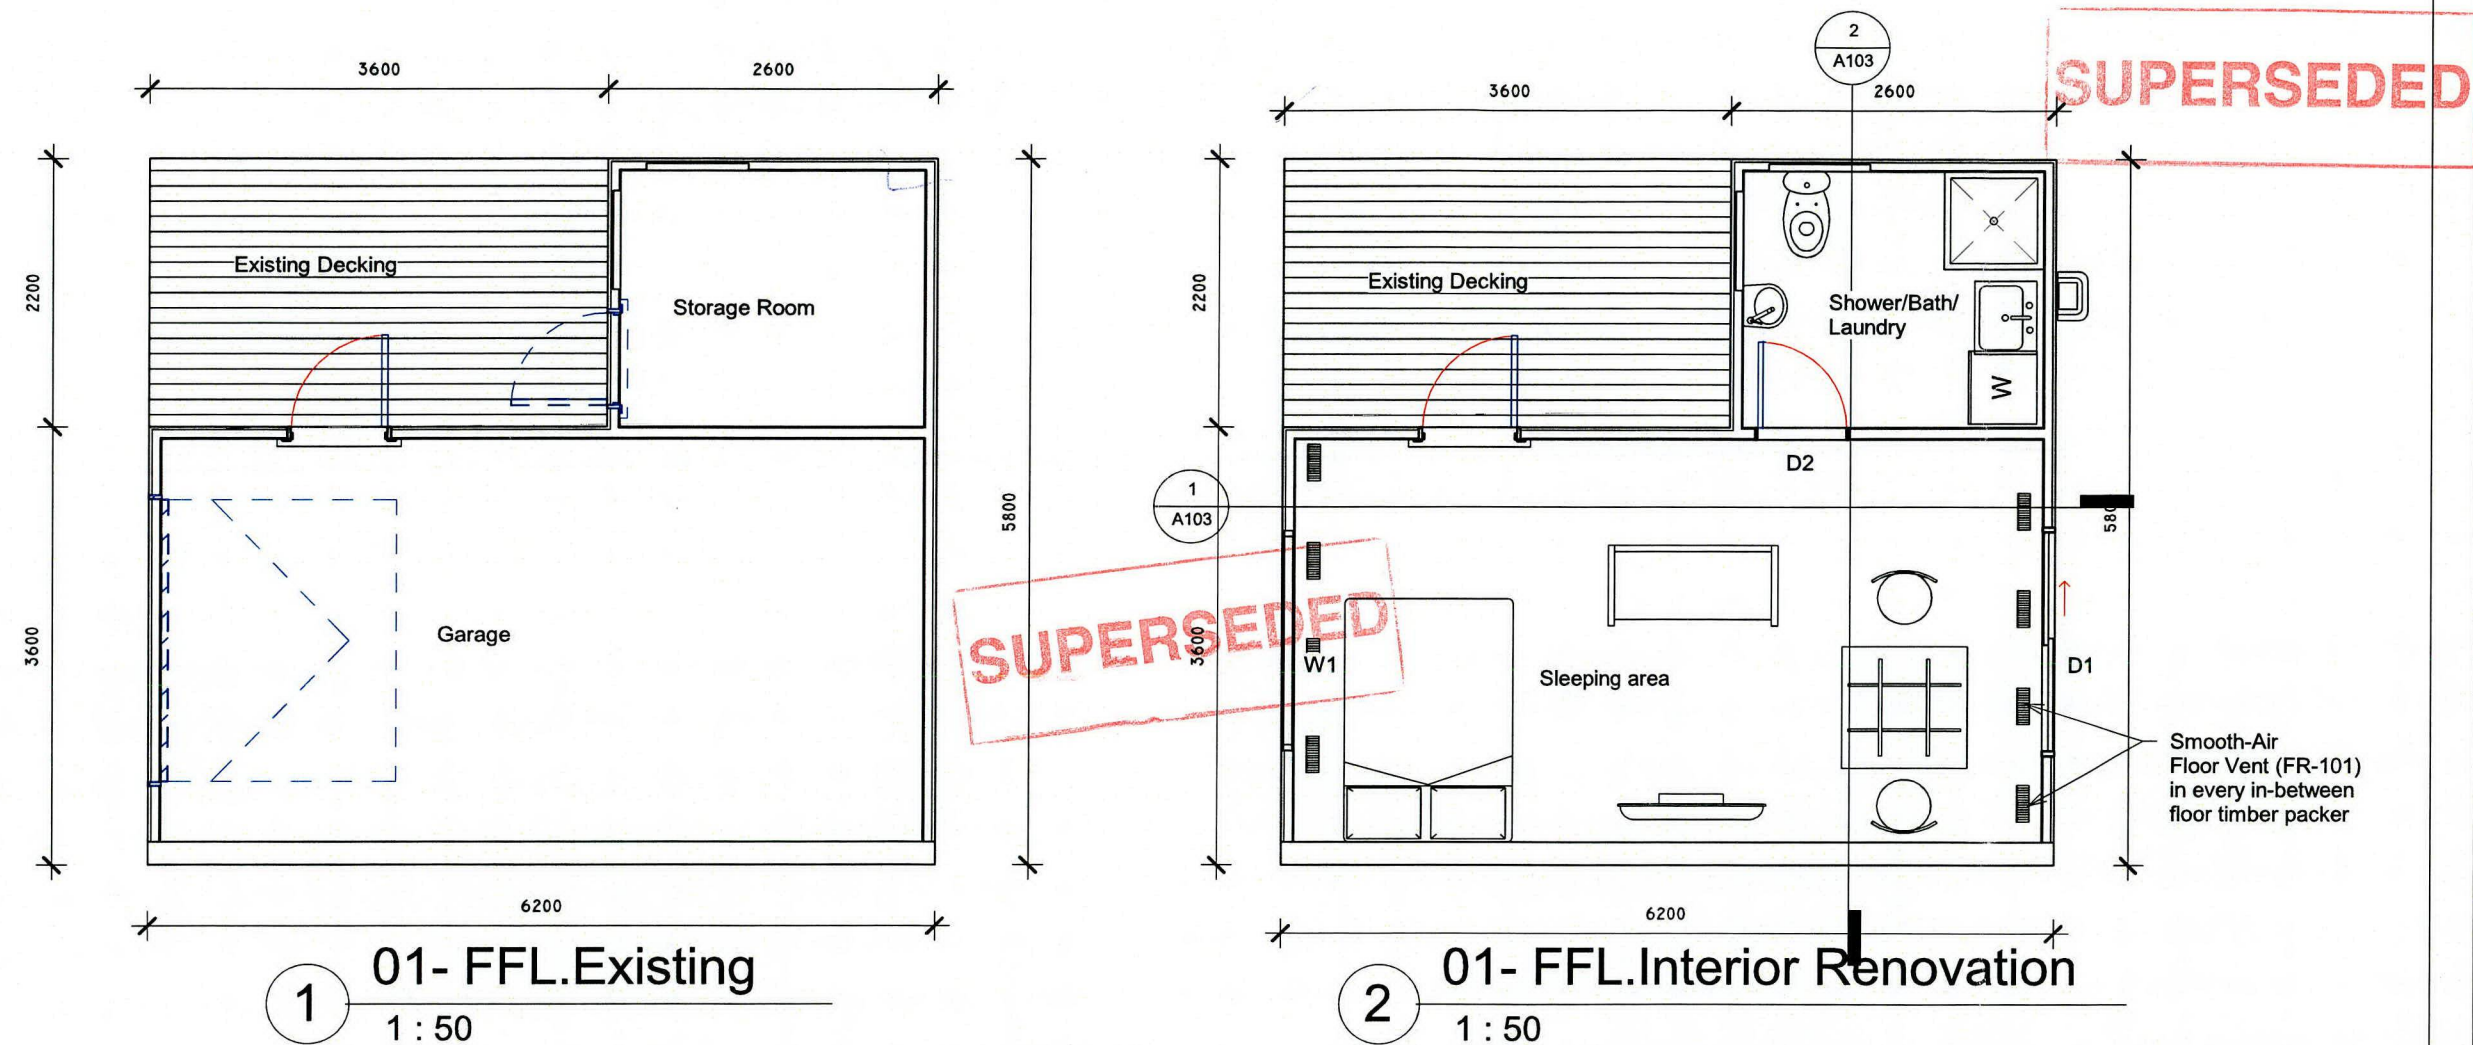 3600
2600
2200
3600
5800
6200
Existing Decking
Storage Room
Garage
1
01- FFL.Existing
1 : 50
2
A103
SUPERSEDED
3600
2600
2200
3600
580
6200
Existing Decking
Shower/Bath/
Laundry
W
D2
1
A103
SUPERSEDED
W1
Sleeping area
D1
Smooth-Air
Floor Vent (FR-101)
in every in-between
floor timber packer
2
01- FFL.Interior Renovation
1 : 50